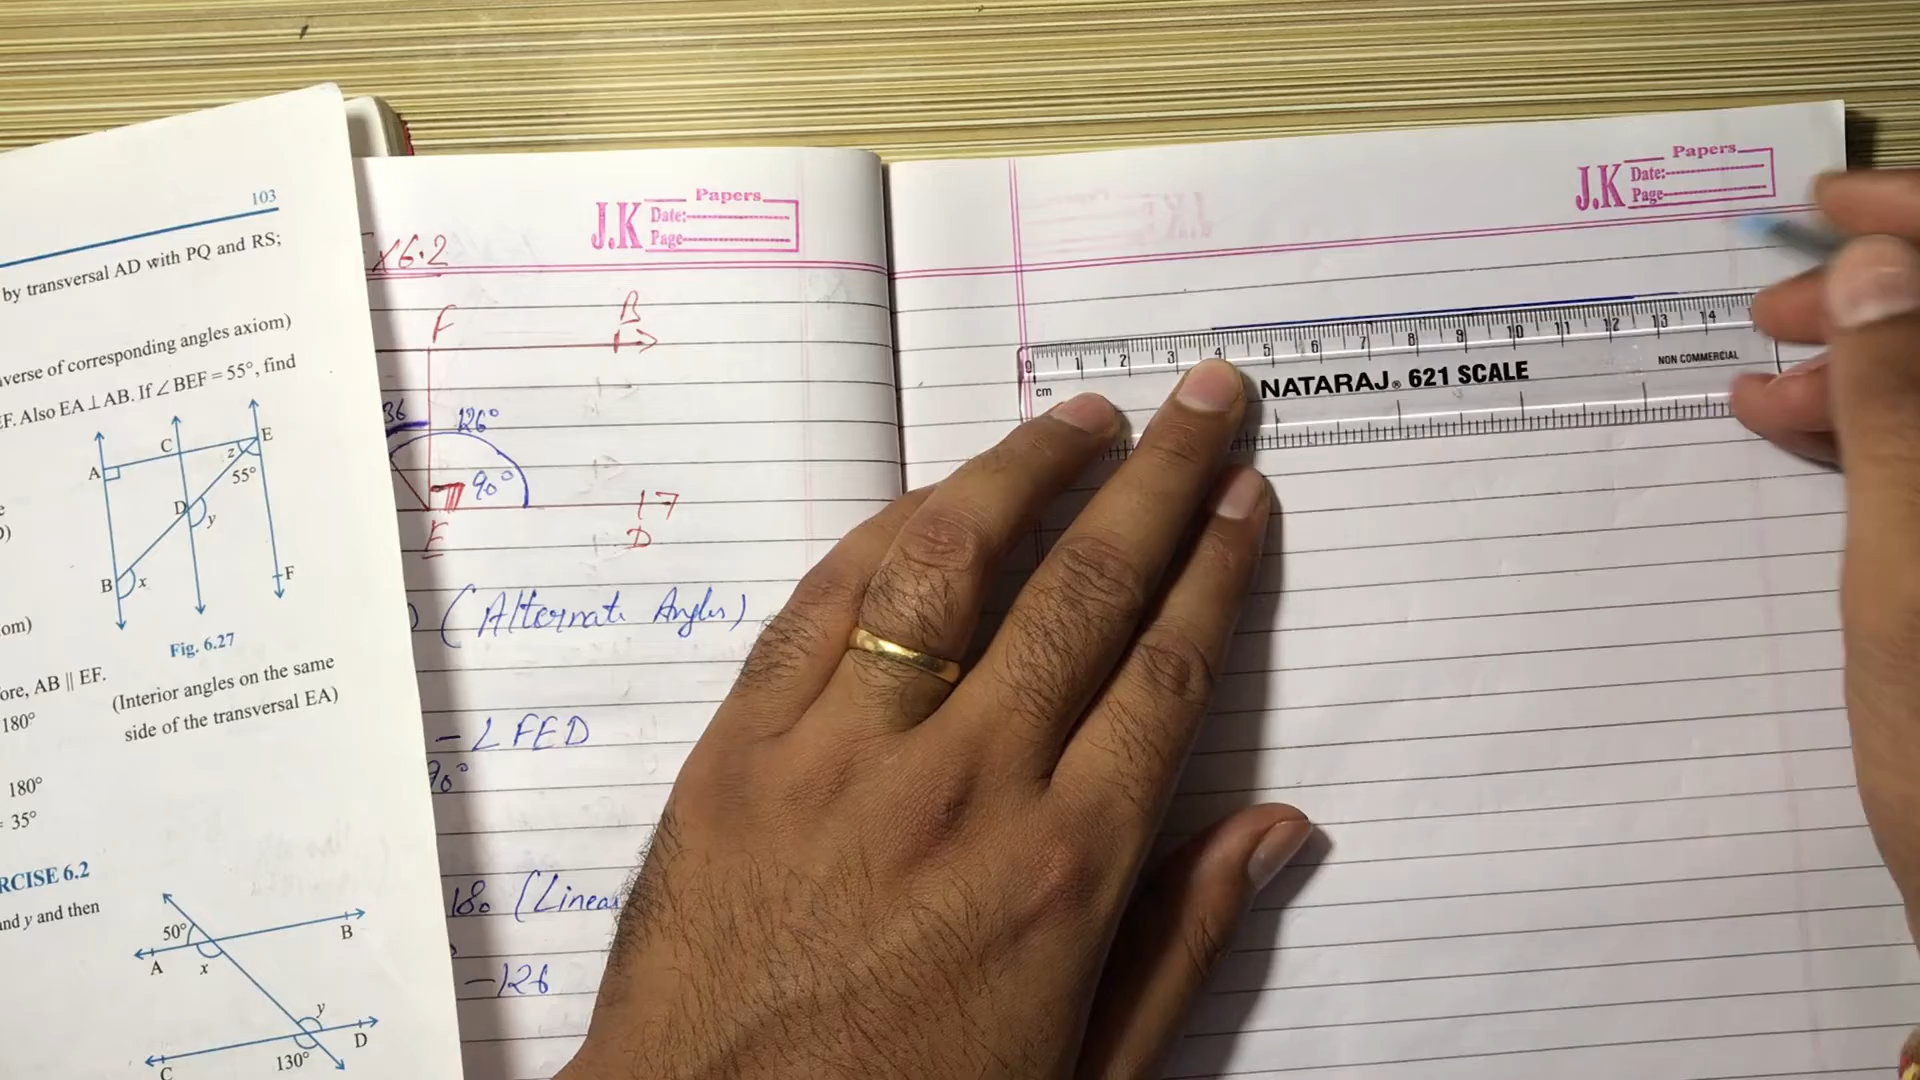 103
by transversal AD with PQ and RS;
verse of corresponding angles axiom)
F. Also EA ⊥ AB. If ∠ BEF = 55°, find
A
C
E
z
55°
D
y
B
x
F
Fig. 6.27
om)
ore, AB || EF.
180°
(Interior angles on the same
side of the transversal EA)
180°
= 35°
RCISE 6.2
and y and then
50°
A
x
B
y
130°
C
D
J.K Papers
Date:
Page
Ex6.2
F
B
36
126°
90°
E
D
) (Alternate Angles)
- ∠FED
90°
180 (Linear
-126
J.K Papers
Date:
Page
0 1 2 3 4 5 6 7 8 9 10 11 12 13 14
cm
NATARAJ® 621 SCALE
NON COMMERCIAL